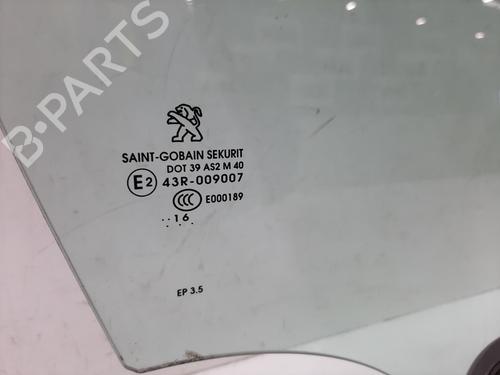 B-PARTS
SAINT-GOBAIN SEKURIT
DOT 39 AS2 M 40
E2 43R-009007
CCC E000189
..16
EP 3.5